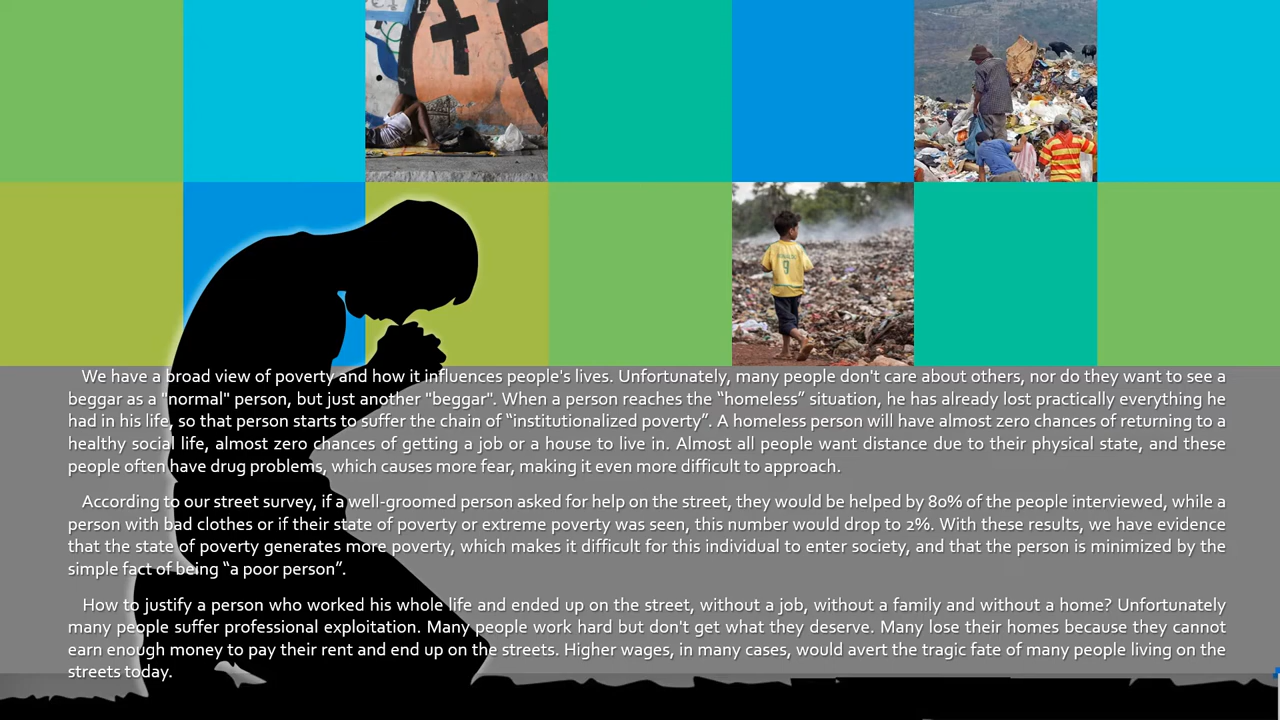 We have a broad view of poverty and how it influences people's lives. Unfortunately, many people don't care about others, nor do they want to see a
beggar as a "normal" person, but just another "beggar". When a person reaches the “homeless” situation, he has already lost practically everything he
had in his life, so that person starts to suffer the chain of “institutionalized poverty”. A homeless person will have almost zero chances of returning to a
healthy social life, almost zero chances of getting a job or a house to live in. Almost all people want distance due to their physical state, and these
people often have drug problems, which causes more fear, making it even more difficult to approach.
According to our street survey, if a well-groomed person asked for help on the street, they would be helped by 80% of the people interviewed, while a
person with bad clothes or if their state of poverty or extreme poverty was seen, this number would drop to 2%. With these results, we have evidence
that the state of poverty generates more poverty, which makes it difficult for this individual to enter society, and that the person is minimized by the
simple fact of being “a poor person”.
How to justify a person who worked his whole life and ended up on the street, without a job, without a family and without a home? Unfortunately
many people suffer professional exploitation. Many people work hard but don't get what they deserve. Many lose their homes because they cannot
earn enough money to pay their rent and end up on the streets. Higher wages, in many cases, would avert the tragic fate of many people living on the
streets today.
9